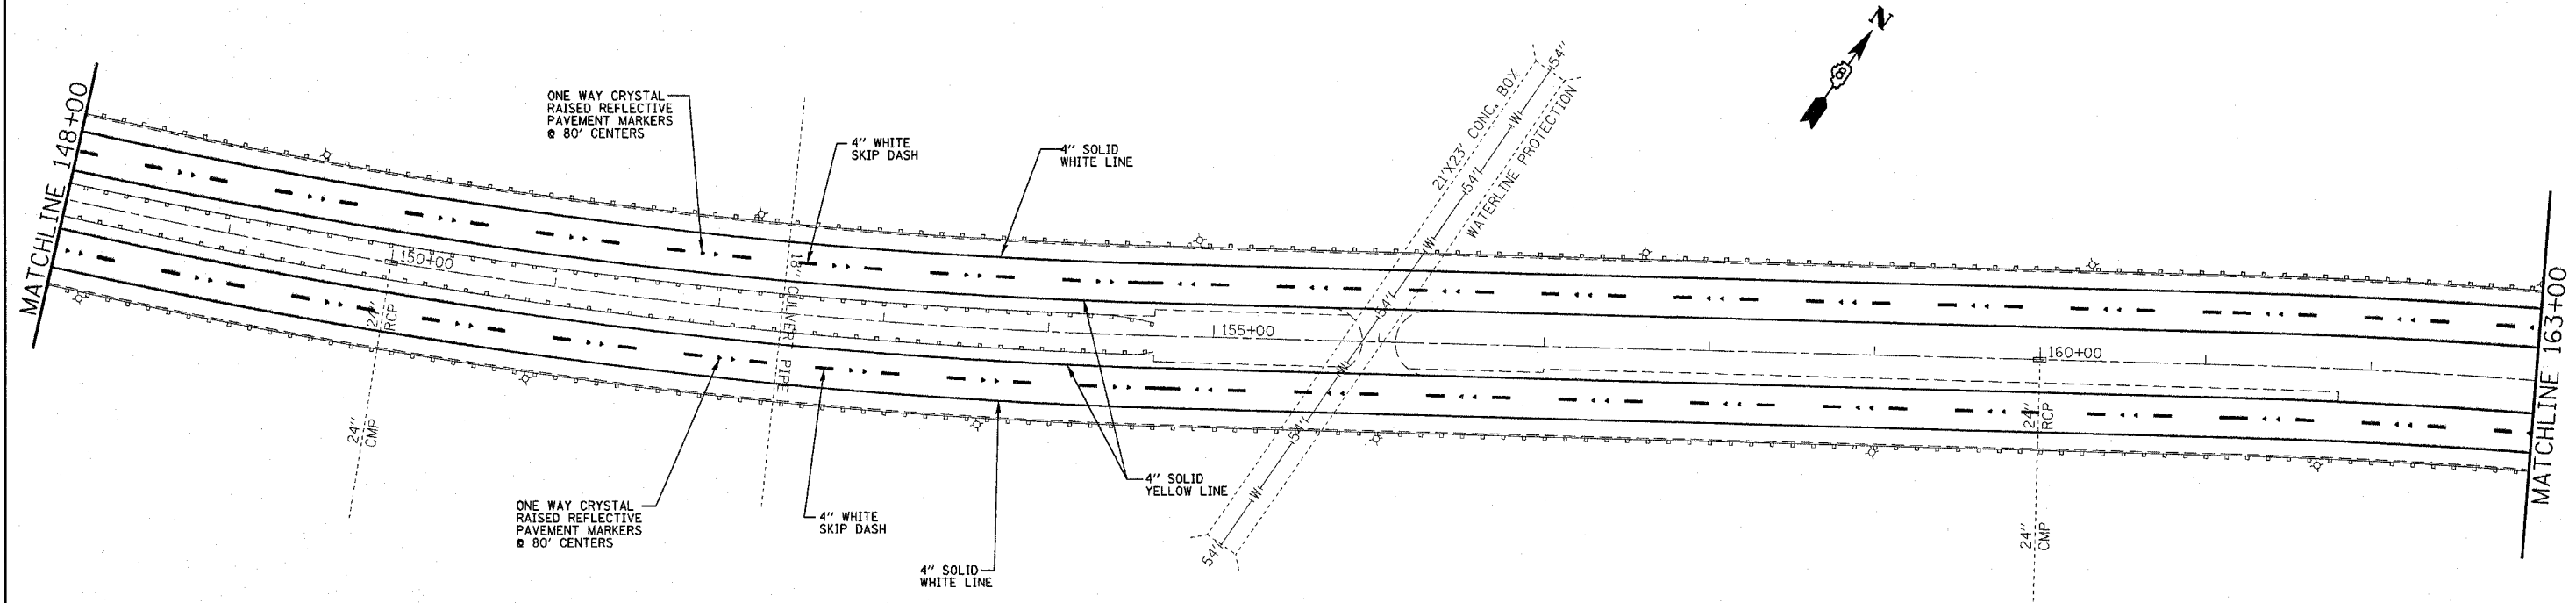 MATCHLINE 148+00
ONE WAY CRYSTAL
RAISED REFLECTIVE
PAVEMENT MARKERS
@ 80' CENTERS
4" WHITE
SKIP DASH
4" SOLID
WHITE LINE
21'X23' CONC. BOX
WATERLINE PROTECTION
54"
W
54"
W
54"
W
54"
W
54"
W
54"
N
8
150+00
24"
RCP
24"
CMP
18" CULVERT PIPE
155+00
160+00
24"
RCP
24"
CMP
4" SOLID
YELLOW LINE
ONE WAY CRYSTAL
RAISED REFLECTIVE
PAVEMENT MARKERS
@ 80' CENTERS
4" WHITE
SKIP DASH
4" SOLID
WHITE LINE
MATCHLINE 163+00